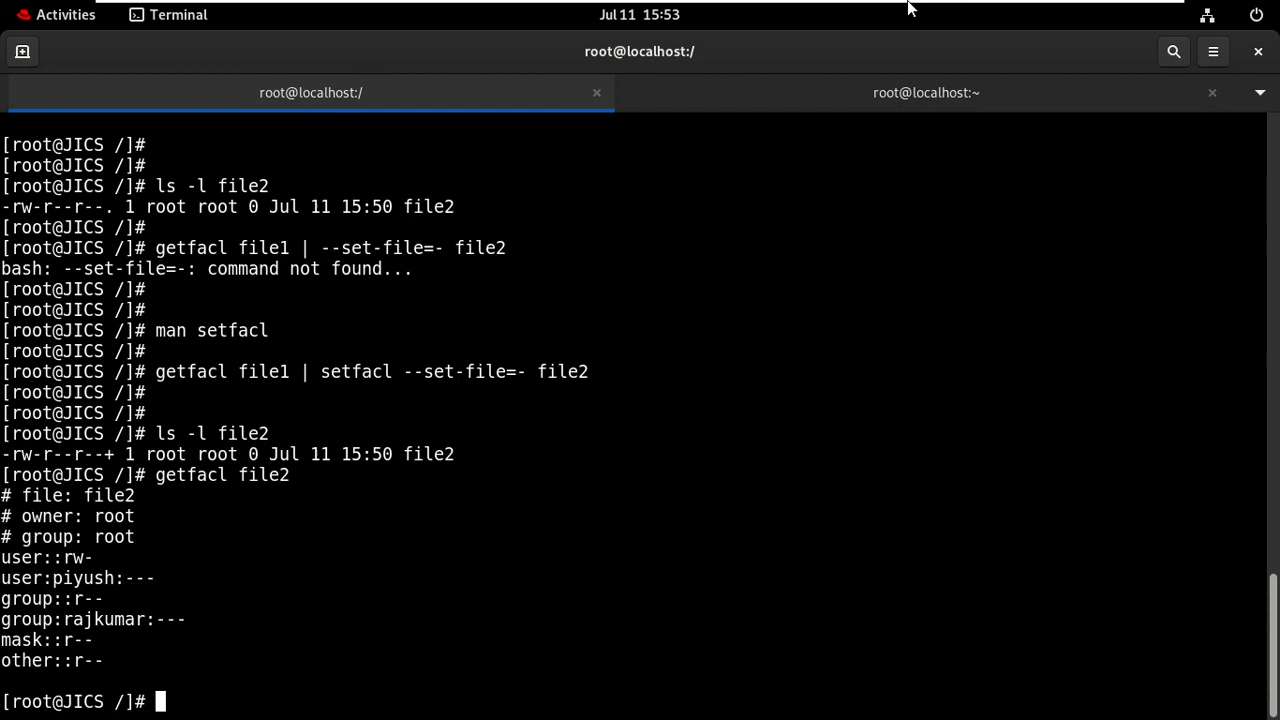 Activities Terminal Jul 11 15:53
root@localhost:/
root@localhost:/ × root@localhost:~ ×
[root@JICS /]#
[root@JICS /]#
[root@JICS /]# ls -l file2
-rw-r--r--. 1 root root 0 Jul 11 15:50 file2
[root@JICS /]#
[root@JICS /]# getfacl file1 | --set-file=- file2
bash: --set-file=-: command not found...
[root@JICS /]#
[root@JICS /]#
[root@JICS /]# man setfacl
[root@JICS /]#
[root@JICS /]# getfacl file1 | setfacl --set-file=- file2
[root@JICS /]#
[root@JICS /]#
[root@JICS /]# ls -l file2
-rw-r--r--+ 1 root root 0 Jul 11 15:50 file2
[root@JICS /]# getfacl file2
# file: file2
# owner: root
# group: root
user::rw-
user:piyush:---
group::r--
group:rajkumar:---
mask::r--
other::r--
[root@JICS /]#